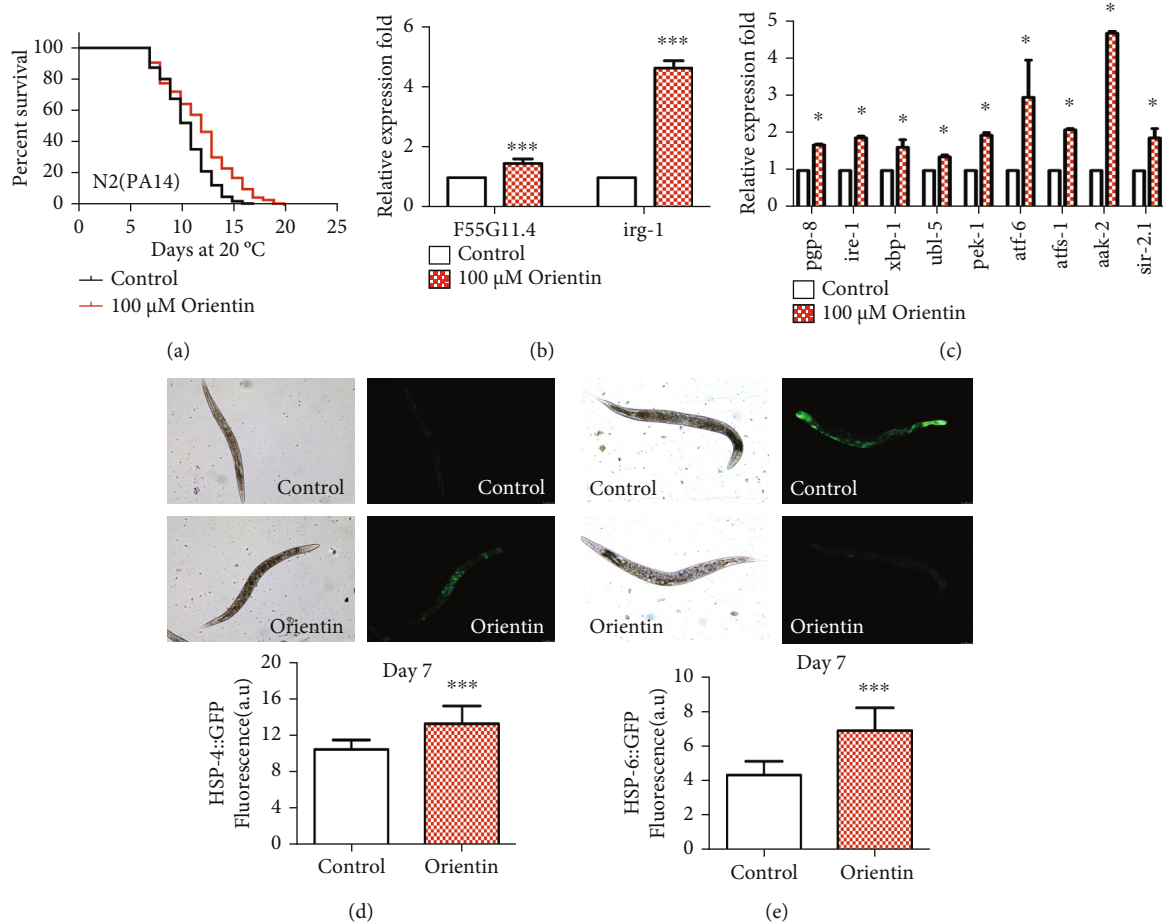 100
80
60
40
20
0
Percent survival
N2(PA14)
0
5
10
15
20
25
Days at 20 °C
Control
100 μM Orientin
(a)
6
4
2
0
Relative expression fold
***
***
F55G11.4
irg-1
Control
100 μM Orientin
(b)
5
4
3
2
1
0
Relative expression fold
*
*
*
*
*
*
*
*
*
pgp-8
ire-1
xbp-1
ubl-5
pek-1
atf-6
atfs-1
aak-2
sir-2.1
Control
100 μM Orientin
(c)
Control
Control
Orientin
Orientin
Day 7
20
16
12
8
4
0
HSP-4::GFP
Fluorescence(a.u)
***
Control
Orientin
(d)
Control
Control
Orientin
Orientin
Day 7
8
6
4
2
0
HSP-6::GFP
Fluorescence(a.u)
***
Control
Orientin
(e)